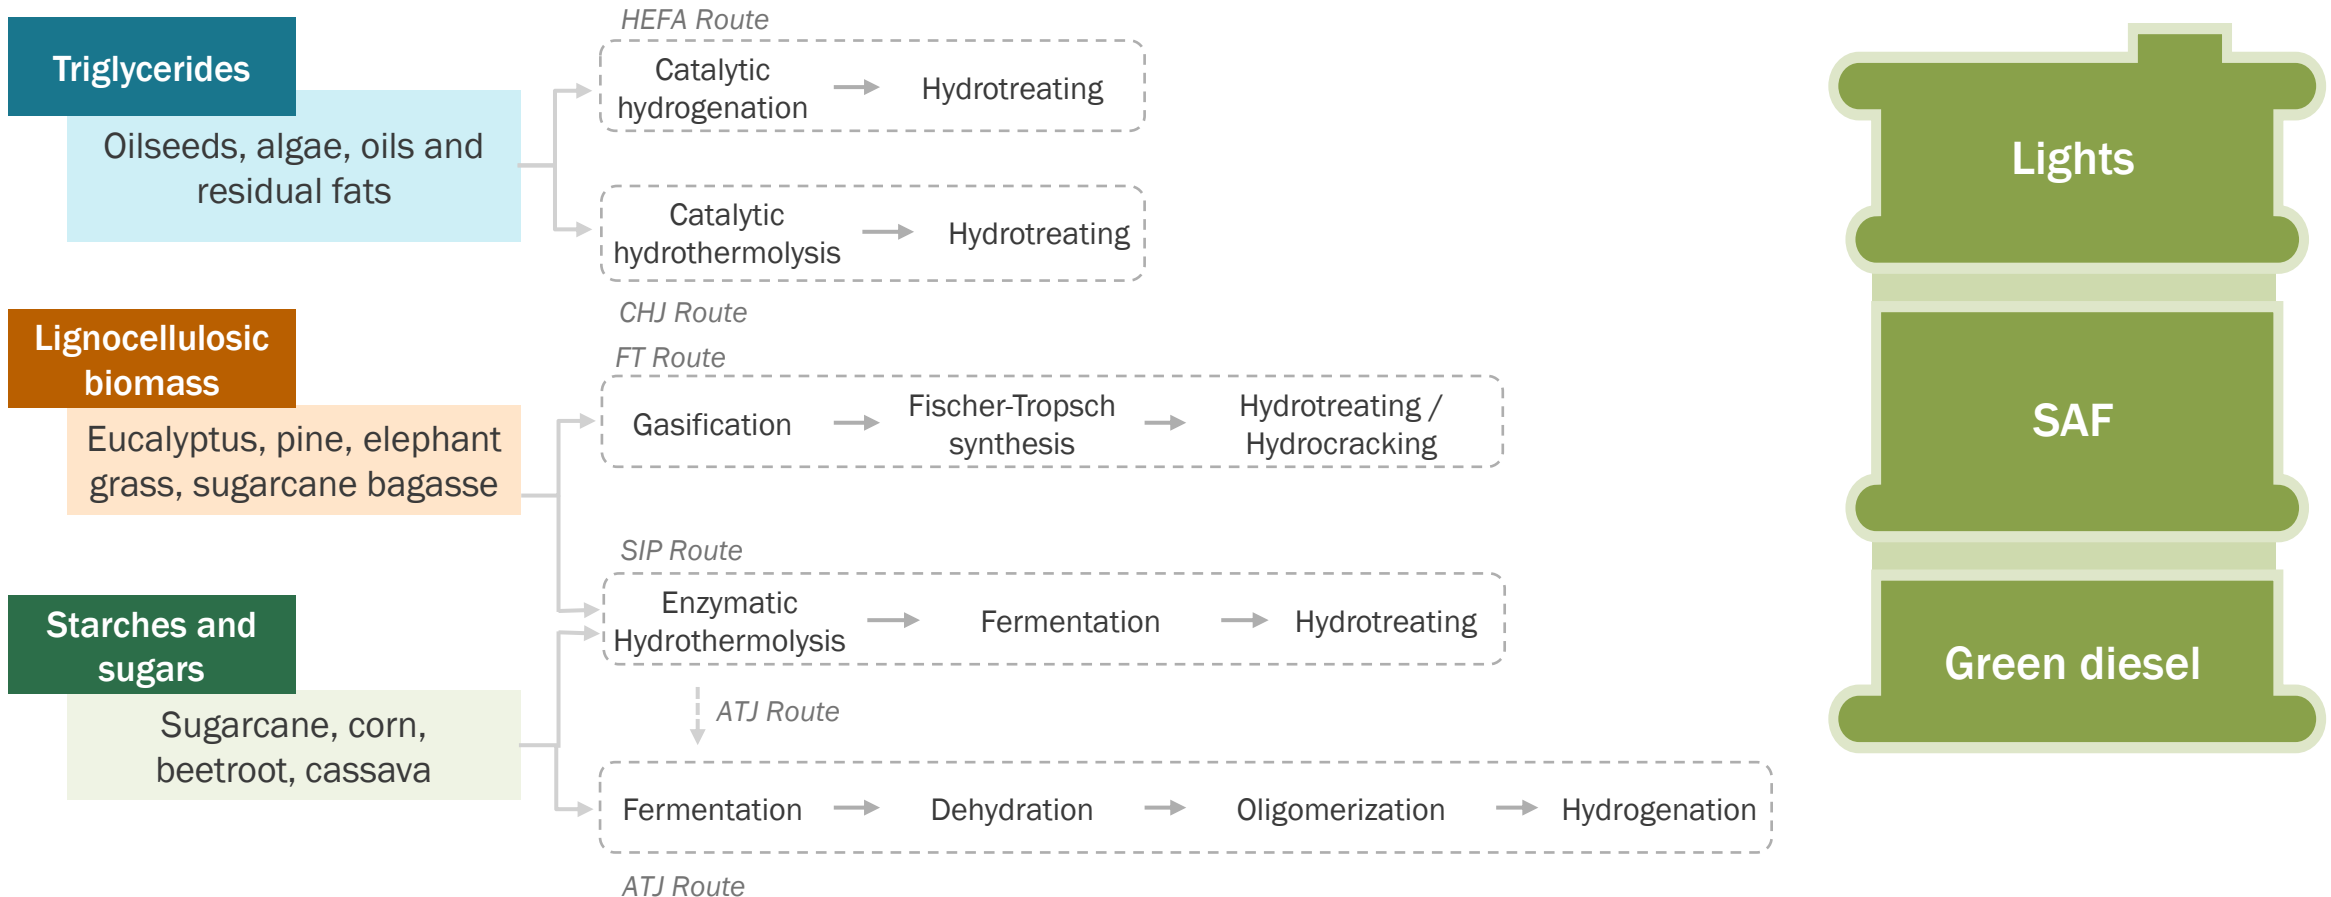 Triglycerides
Oilseeds, algae, oils and
residual fats
HEFA Route
Catalytic
hydrogenation
Hydrotreating
Catalytic
hydrothermolysis
Hydrotreating
CHJ Route
Lignocellulosic
biomass
Eucalyptus, pine, elephant
grass, sugarcane bagasse
FT Route
Gasification
Fischer-Tropsch
synthesis
Hydrotreating /
Hydrocracking
SIP Route
Enzymatic
Hydrothermolysis
Fermentation
Hydrotreating
Starches and
sugars
Sugarcane, corn,
beetroot, cassava
ATJ Route
Fermentation
Dehydration
Oligomerization
Hydrogenation
ATJ Route
Lights
SAF
Green diesel